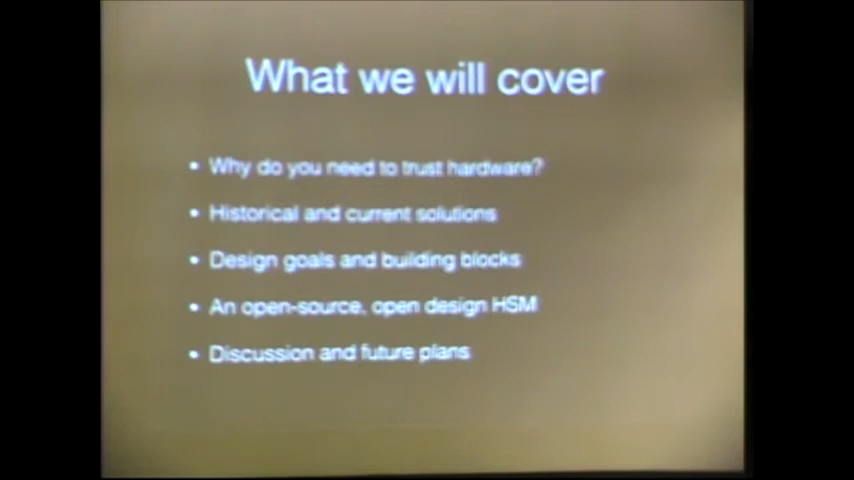 What we will cover
• Why do you need to trust hardware?
• Historical and current solutions
• Design goals and building blocks
• An open-source, open design HSM
• Discussion and future plans